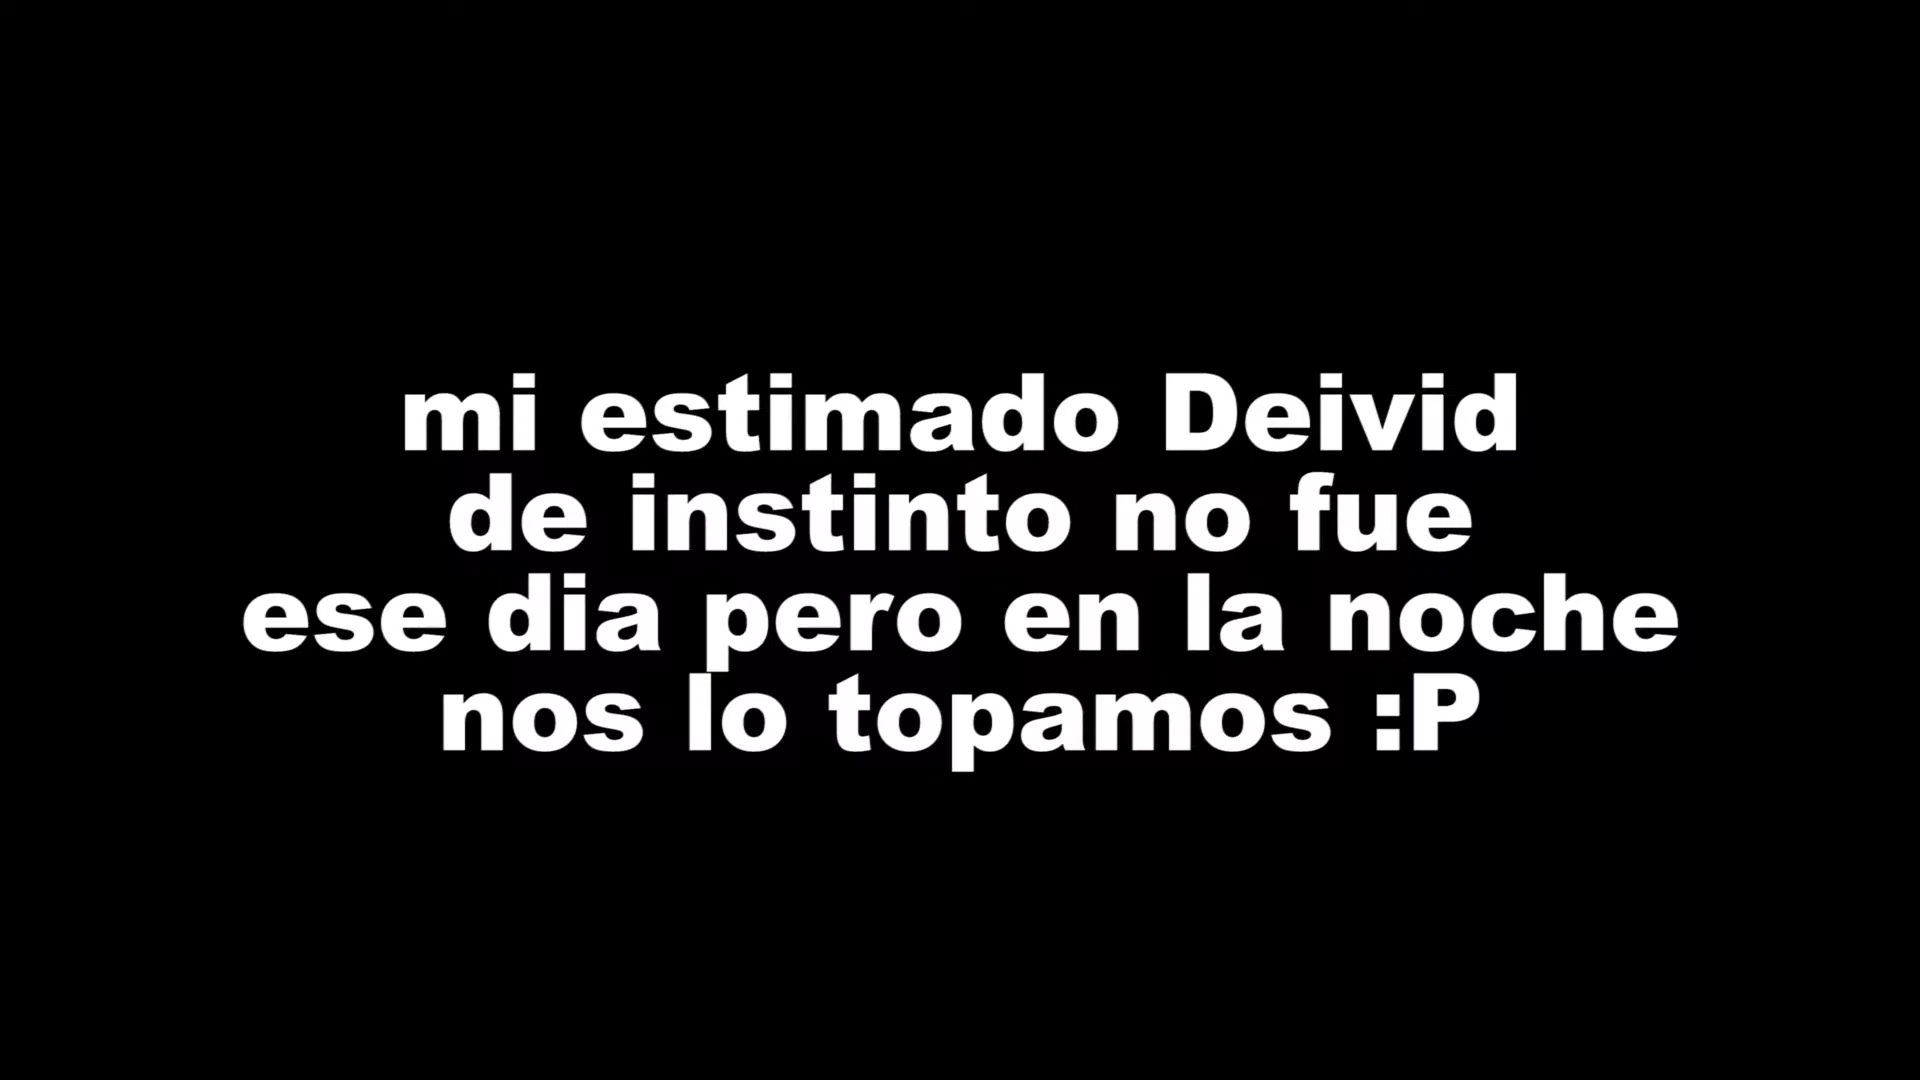 mi estimado Deivid
de instinto no fue
ese dia pero en la noche
nos lo topamos :P